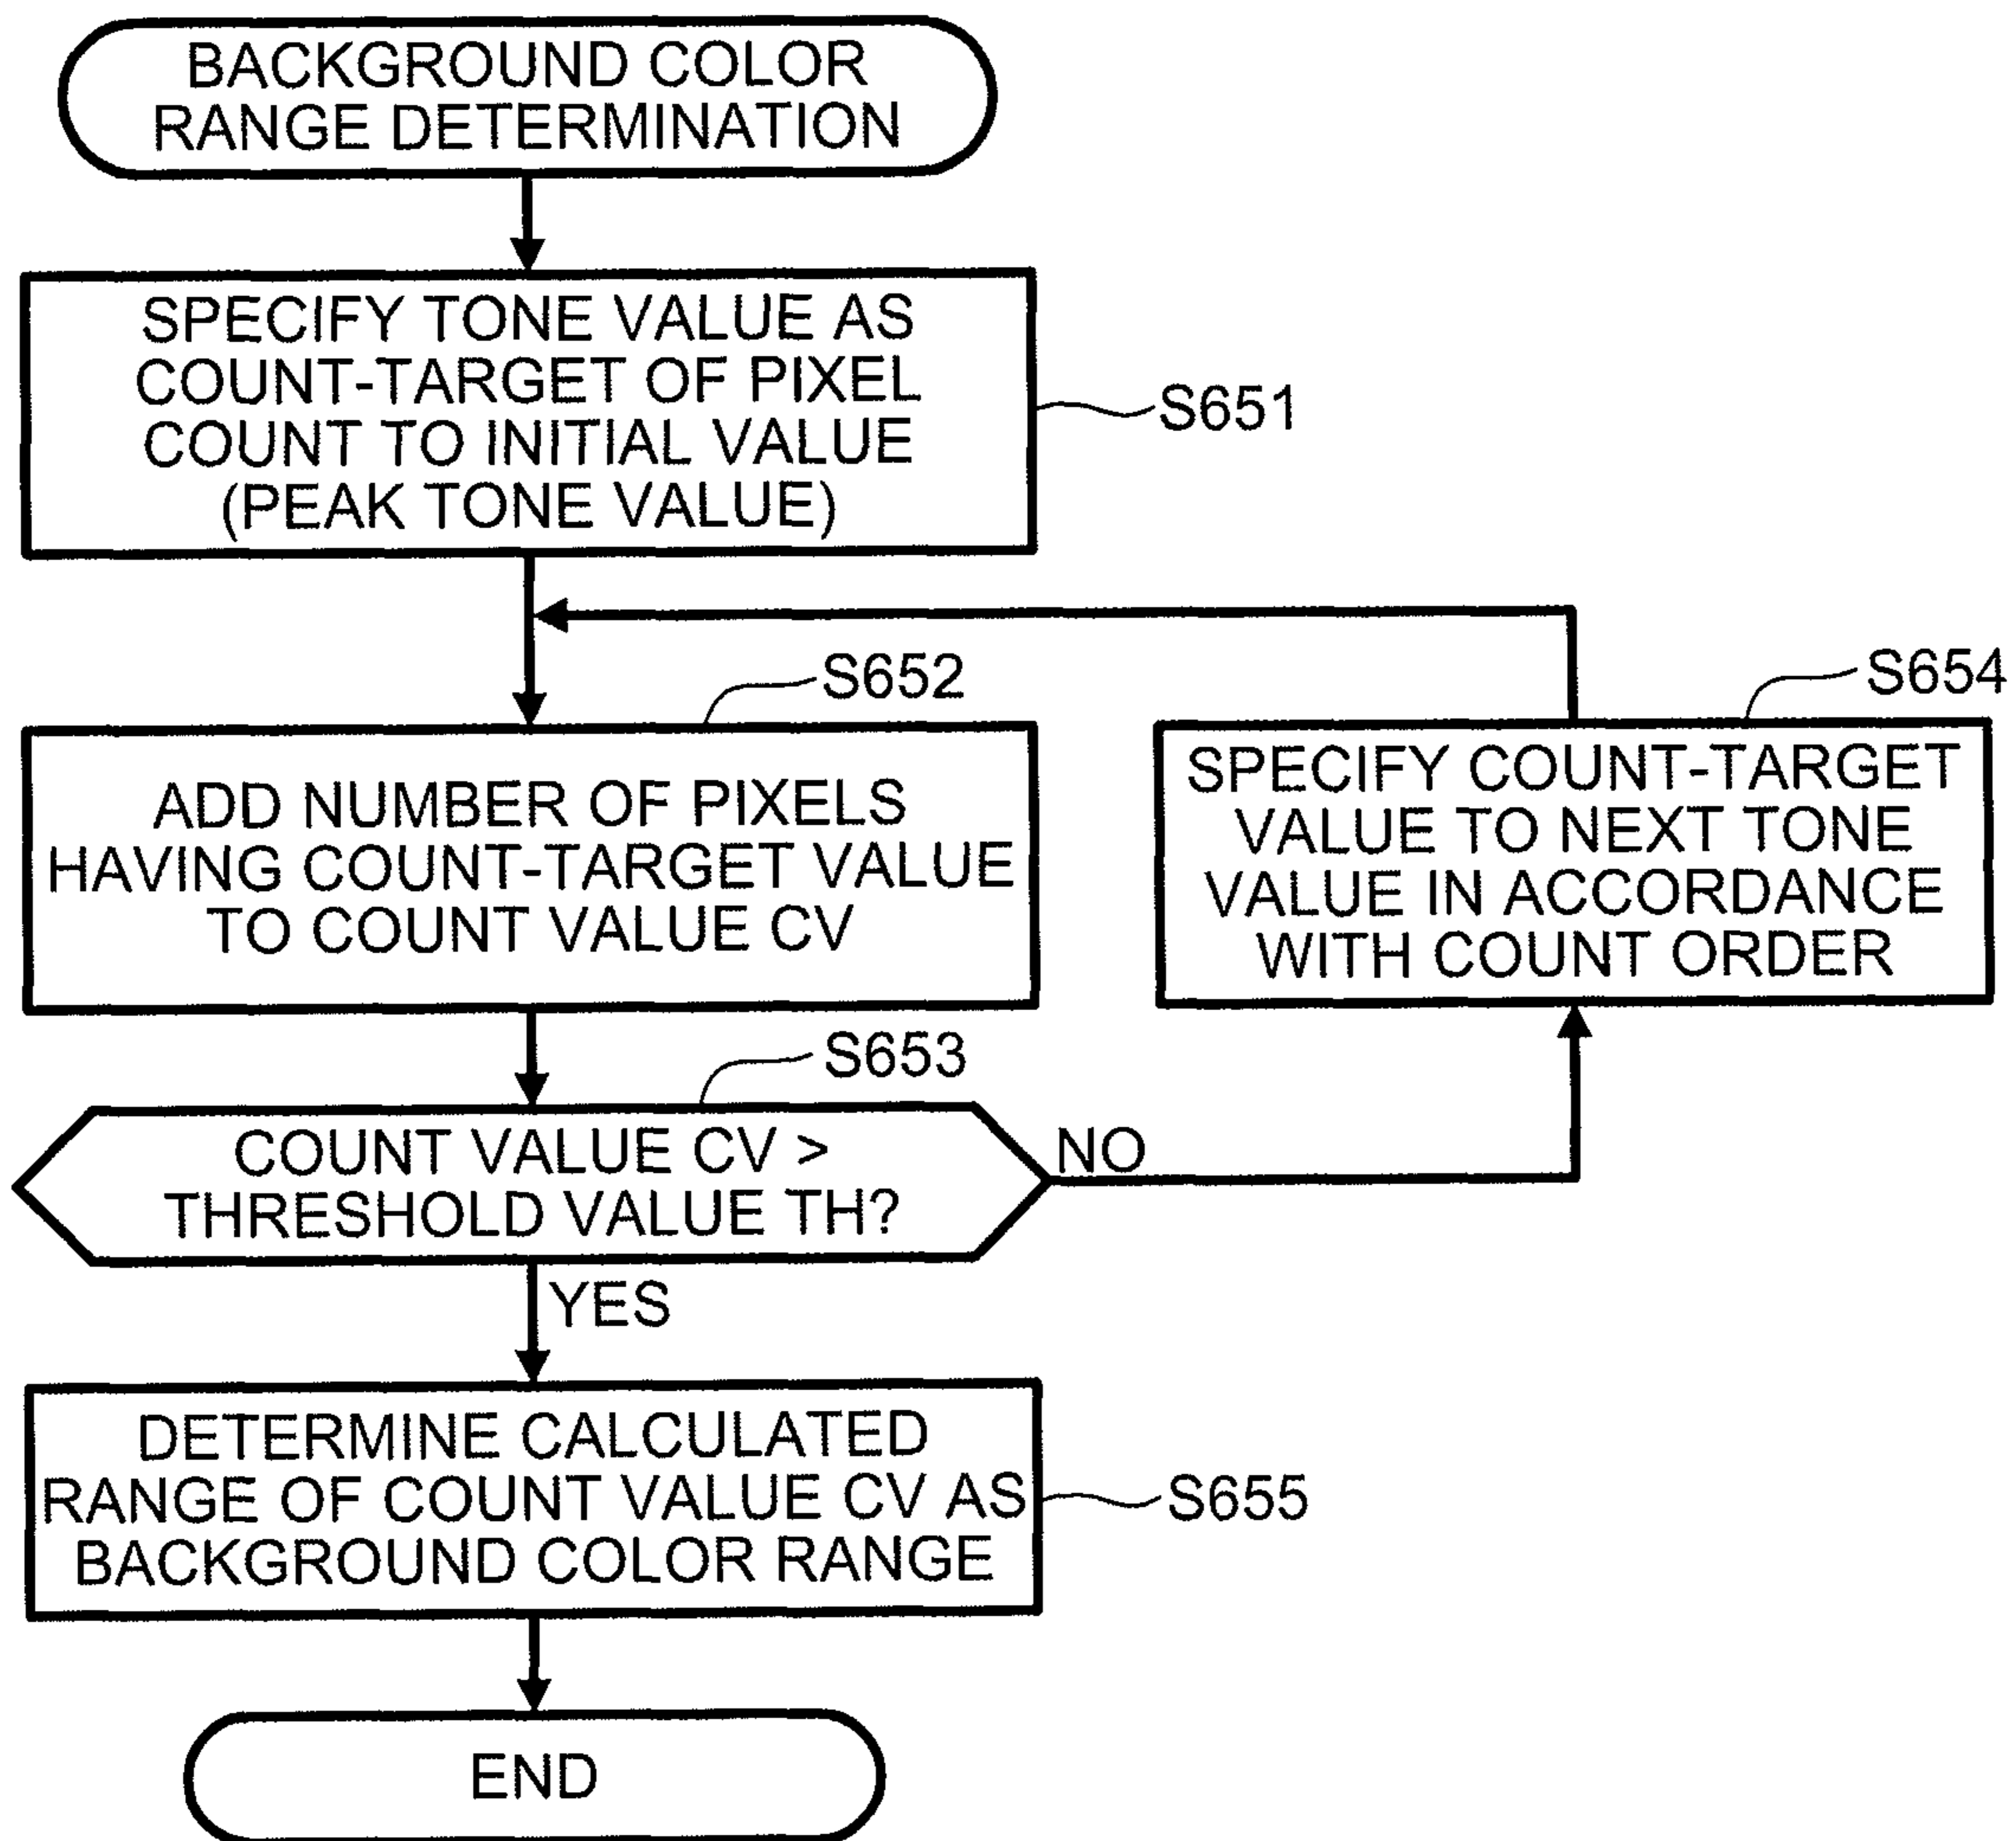 BACKGROUND COLOR
RANGE DETERMINATION
SPECIFY TONE VALUE AS
COUNT-TARGET OF PIXEL
COUNT TO INITIAL VALUE
(PEAK TONE VALUE)
S651
S652
ADD NUMBER OF PIXELS
HAVING COUNT-TARGET VALUE
TO COUNT VALUE CV
S654
SPECIFY COUNT-TARGET
VALUE TO NEXT TONE
VALUE IN ACCORDANCE
WITH COUNT ORDER
S653
COUNT VALUE CV >
THRESHOLD VALUE TH?
NO
YES
DETERMINE CALCULATED
RANGE OF COUNT VALUE CV AS
BACKGROUND COLOR RANGE
S655
END